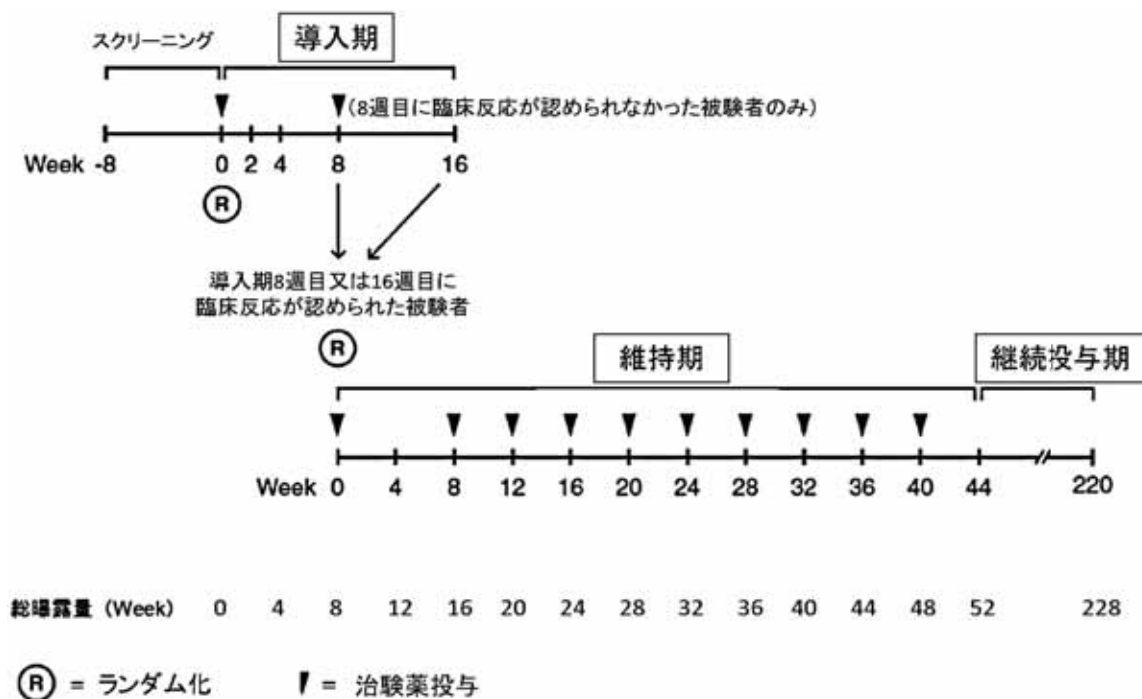 スクリーニング 導入期
(8週目に臨床反応が認められなかった被験者のみ)
Week -8 0 2 4 8 16
R
導入期8週目又は16週目に
臨床反応が認められた被験者
R
維持期 継続投与期
Week 0 4 8 12 16 20 24 28 32 36 40 44 220
総曝露量 (Week) 0 4 8 12 16 20 24 28 32 36 40 44 48 52 228
R = ランダム化 = 治験薬投与